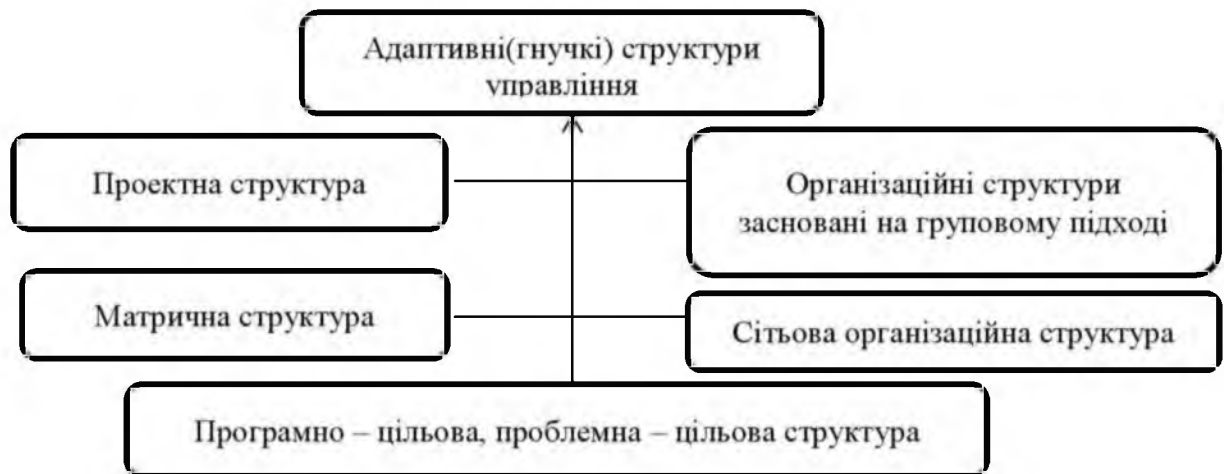 Адаптивні(гнучкі) структури
управління
Проектна структура
Організаційні структури
засновані на груповому підході
Матрична структура
Сітьова організаційна структура
Програмно – цільова, проблемна – цільова структура